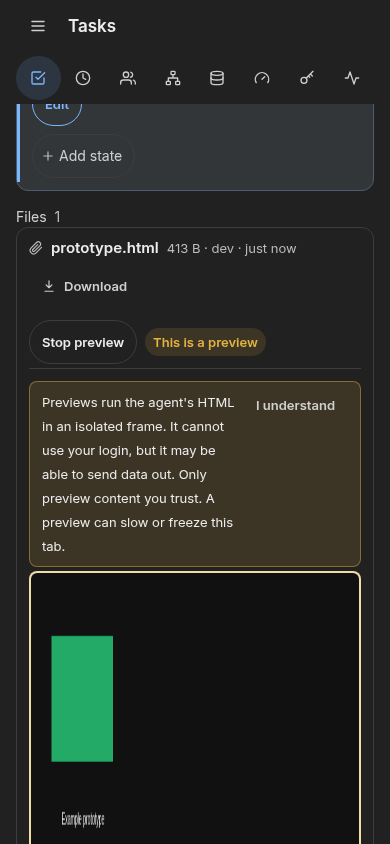 Tasks
Edit
+ Add state
Files 1
prototype.html 413 B · dev · just now
Download
Stop preview
This is a preview
Previews run the agent's HTML
in an isolated frame. It cannot
use your login, but it may be
able to send data out. Only
preview content you trust. A
preview can slow or freeze this
tab.
I understand
Example prototype